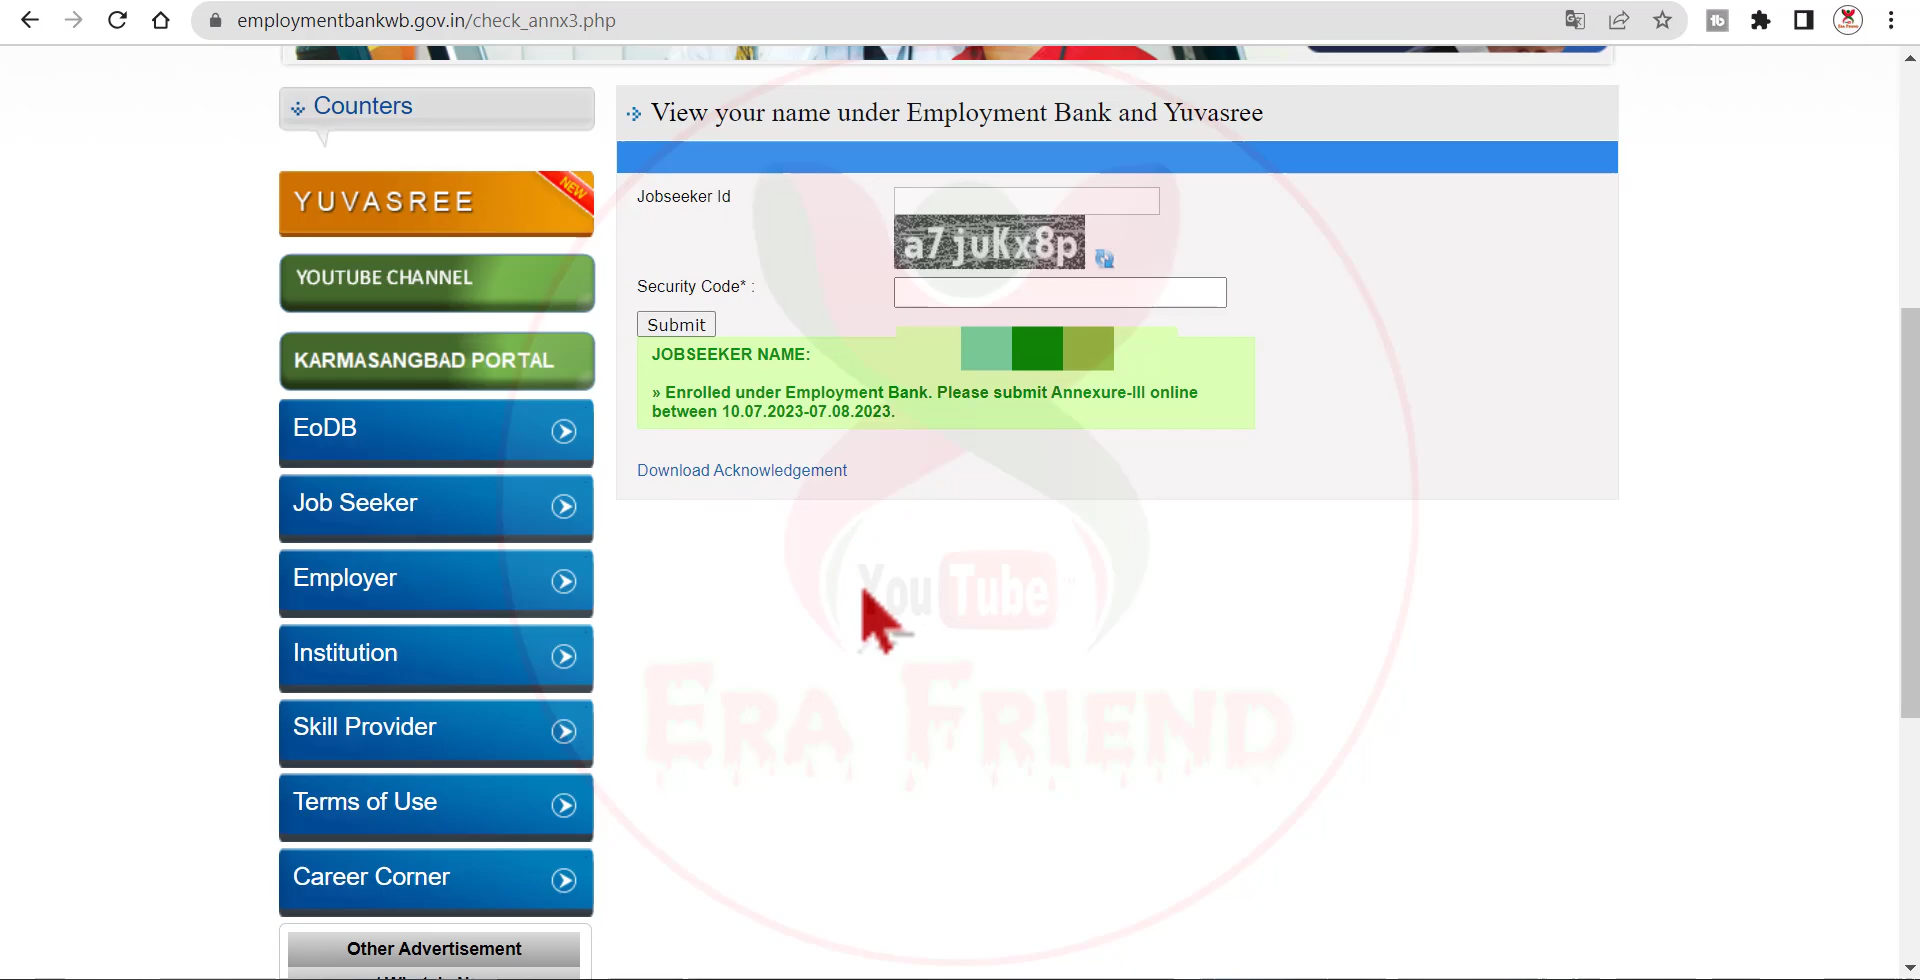 employmentbankwb.gov.in/check_annx3.php
Counters
View your name under Employment Bank and Yuvasree
YUVASREE
NEW
Jobseeker Id
a7jukx8p
YOUTUBE CHANNEL
Security Code* :
Submit
KARMASANGBAD PORTAL
JOBSEEKER NAME:
» Enrolled under Employment Bank. Please submit Annexure-III online
between 10.07.2023-07.08.2023.
EoDB
Download Acknowledgement
Job Seeker
Employer
Institution
Skill Provider
Terms of Use
Career Corner
Other Advertisement
YouTube
ERA FRIEND